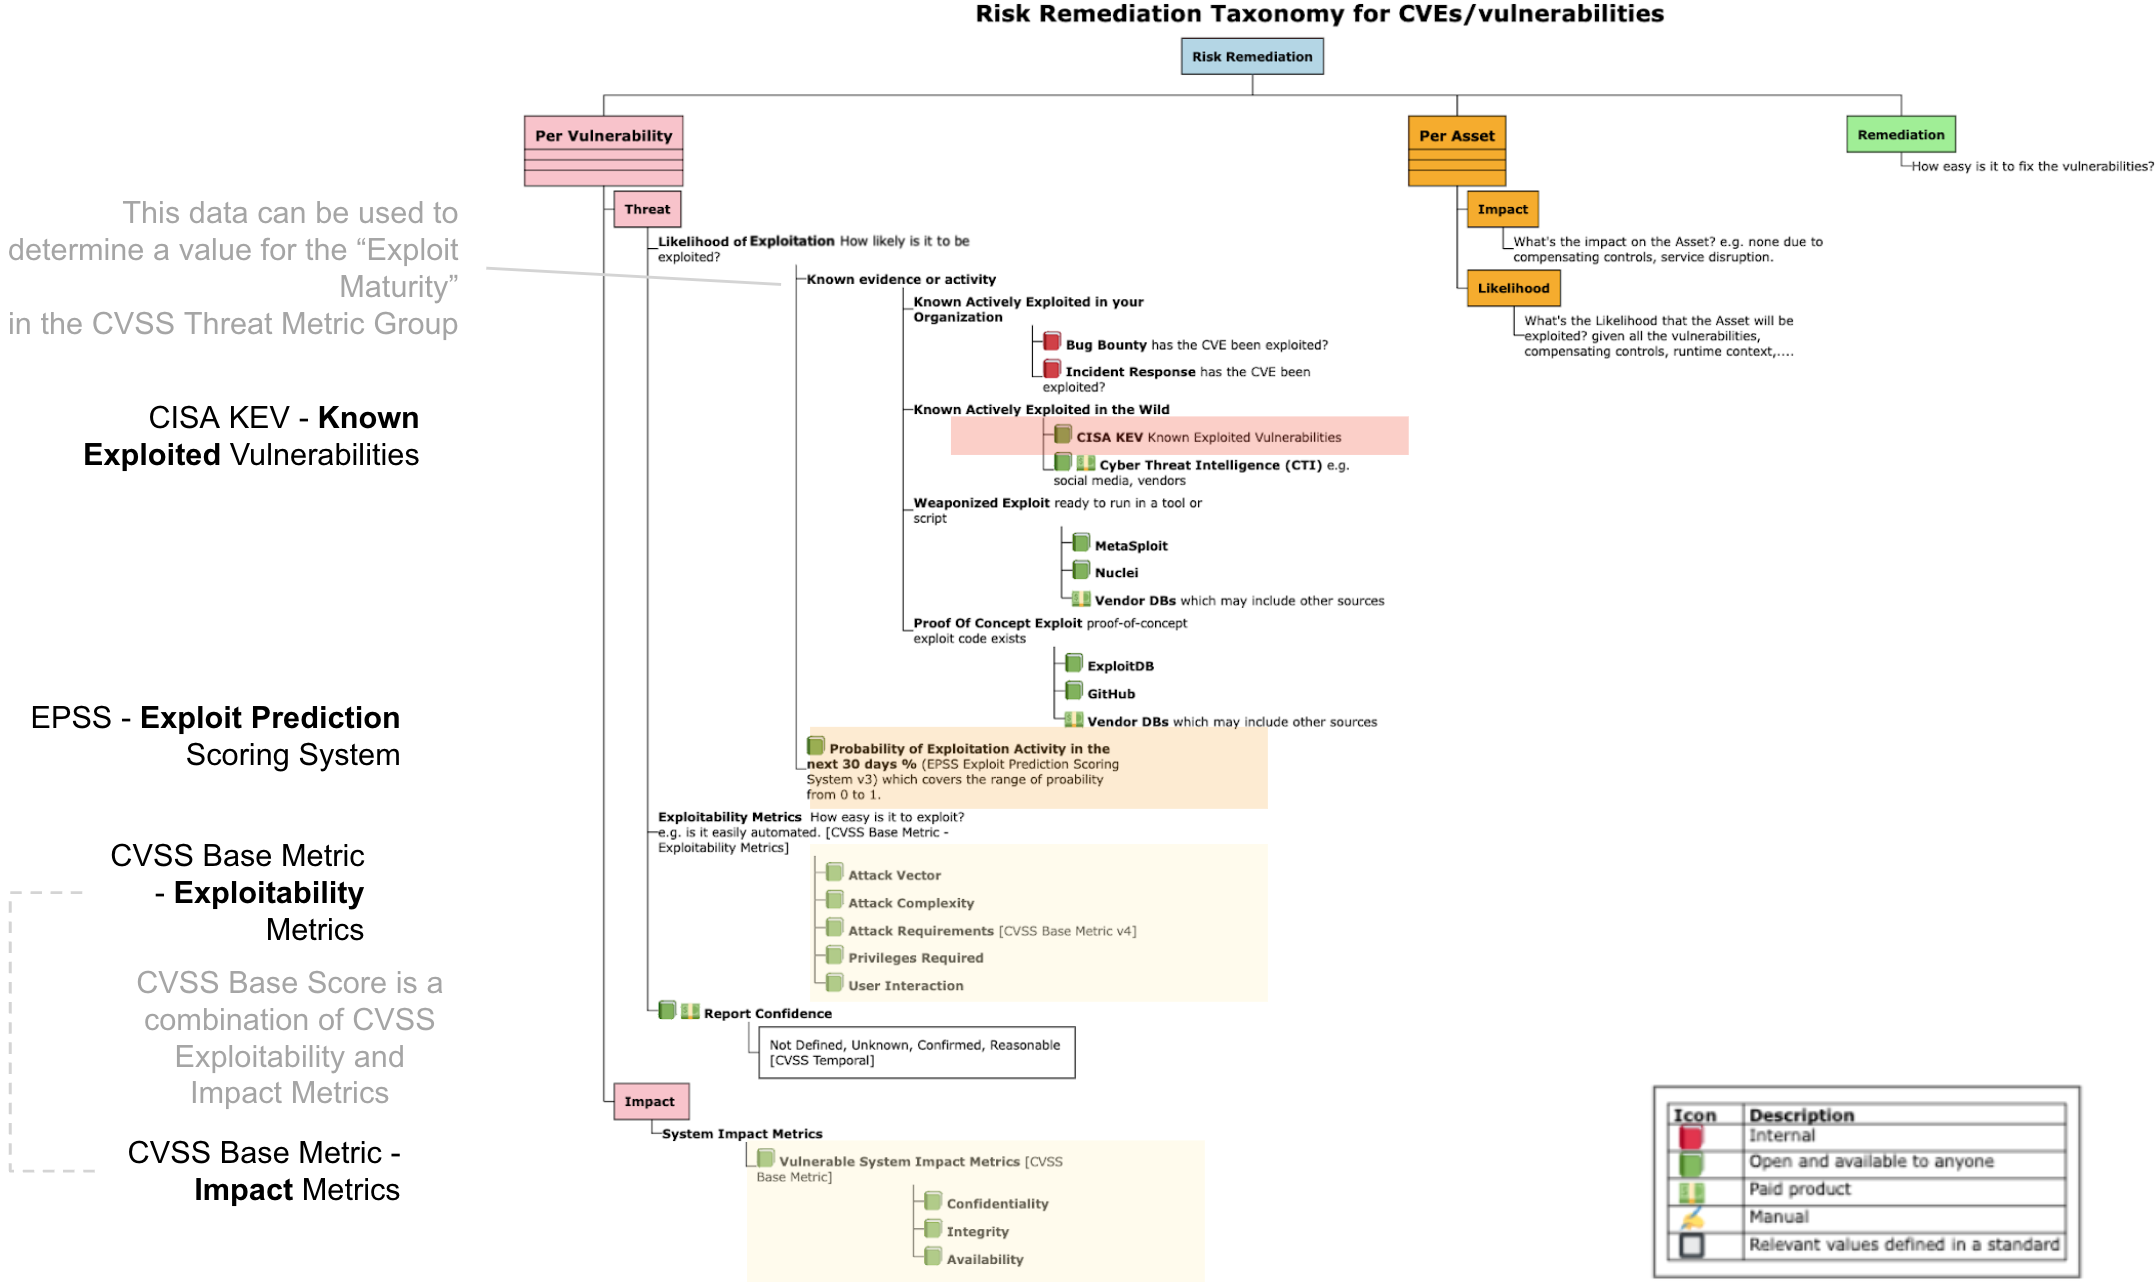 Risk Remediation Taxonomy for CVEs/vulnerabilities
Risk Remediation
Per Vulnerability
Per Asset
Remediation
How easy is it to fix the vulnerabilities?
Threat
Impact
What's the impact on the Asset? e.g. none due to
compensating controls, service disruption.
Likelihood
What's the Likelihood that the Asset will be
exploited? given all the vulnerabilities,
compensating controls, runtime context,....
This data can be used to
determine a value for the “Exploit
Maturity”
in the CVSS Threat Metric Group
Likelihood of Exploitation How likely is it to be
exploited?
Known evidence or activity
Known Actively Exploited in your
Organization
Bug Bounty has the CVE been exploited?
Incident Response has the CVE been
exploited?
CISA KEV - Known
Exploited Vulnerabilities
Known Actively Exploited in the Wild
CISA KEV Known Exploited Vulnerabilities
Cyber Threat Intelligence (CTI) e.g.
social media, vendors
Weaponized Exploit ready to run in a tool or
script
MetaSploit
Nuclei
Vendor DBs which may include other sources
Proof Of Concept Exploit proof-of-concept
exploit code exists
ExploitDB
GitHub
Vendor DBs which may include other sources
EPSS - Exploit Prediction
Scoring System
Probability of Exploitation Activity in the
next 30 days % (EPSS Exploit Prediction Scoring
System v3) which covers the range of proability
from 0 to 1.
Exploitability Metrics How easy is it to exploit?
e.g. is it easily automated. [CVSS Base Metric -
Exploitability Metrics]
CVSS Base Metric
- Exploitability
Metrics
Attack Vector
Attack Complexity
Attack Requirements [CVSS Base Metric v4]
Privileges Required
User Interaction
CVSS Base Score is a
combination of CVSS
Exploitability and
Impact Metrics
Report Confidence
Not Defined, Unknown, Confirmed, Reasonable
[CVSS Temporal]
Impact
System Impact Metrics
CVSS Base Metric -
Impact Metrics
Vulnerable System Impact Metrics [CVSS
Base Metric]
Confidentiality
Integrity
Availability
Icon Description
Internal
Open and available to anyone
Paid product
Manual
Relevant values defined in a standard